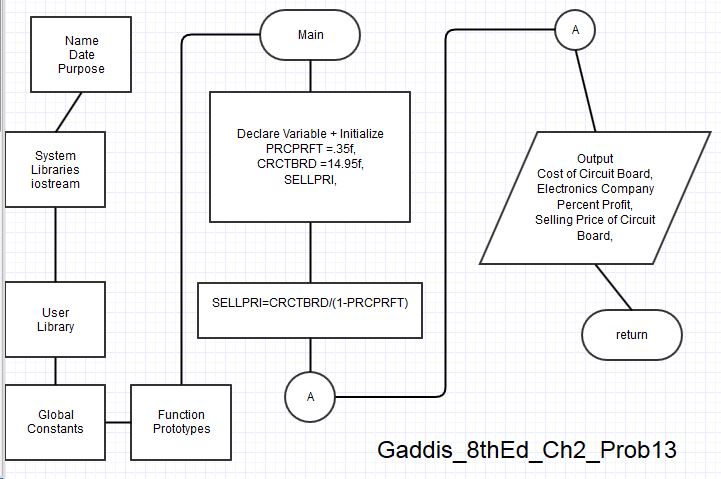 Name
Date
Purpose
System
Libraries
iostream
User
Library
Global
Constants
Function
Prototypes
Main
Declare Variable + Initialize
PRCPRFT =.35f,
CRCTBRD =14.95f,
SELLPRI,
SELLPRI=CRCTBRD/(1-PRCPRFT)
A
A
Output
Cost of Circuit Board,
Electronics Company
Percent Profit,
Selling Price of Circuit
Board,
return
Gaddis_8thEd_Ch2_Prob13